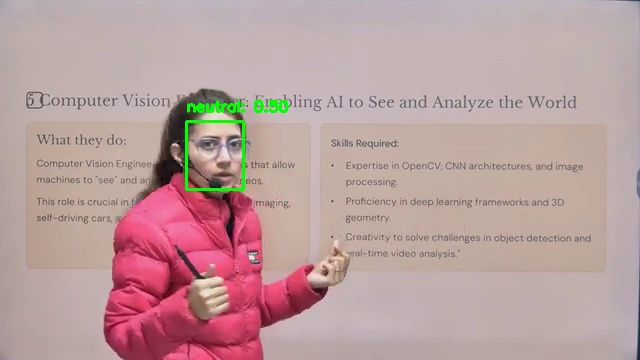 neutral: 0.50
5 Computer Vision Enabling AI to See and Analyze the World
What they do:
Computer Vision that allow
machines to "see" and
This role is crucial in imaging,
self-driving cars,
Skills Required:
• Expertise in OpenCV, CNN architectures, and image
processing.
• Proficiency in deep learning frameworks and 3D
geometry.
• Creativity to solve challenges in object detection and
real-time video analysis."